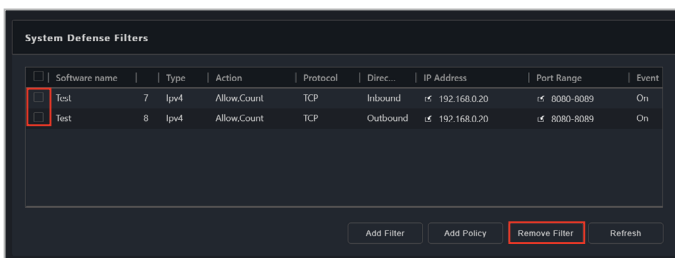 System Defense Filters
Software name | | Type | Action | Protocol | Direc... | IP Address | Port Range | Event
Test 7 Ipv4 Allow,Count TCP Inbound 192.168.0.20 8080-8089 On
Test 8 Ipv4 Allow,Count TCP Outbound 192.168.0.20 8080-8089 On
Add Filter Add Policy Remove Filter Refresh